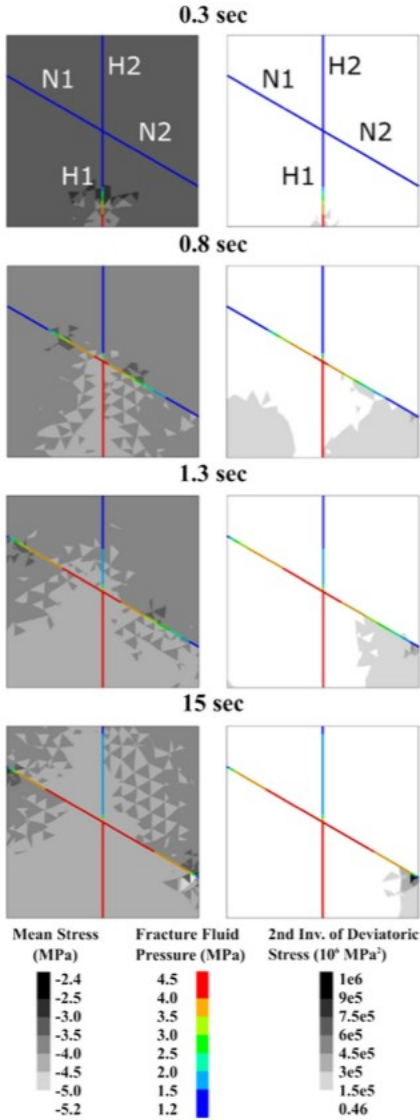 0.3 sec
H2
N1
N2
H1
H2
N1
N2
H1
0.8 sec
1.3 sec
15 sec
Mean Stress
(MPa)
-2.4
-2.5
-3.0
-3.5
-4.0
-4.5
-5.0
-5.2
Fracture Fluid
Pressure (MPa)
4.5
4.0
3.5
3.0
2.5
2.0
1.5
1.2
2nd Inv. of Deviatoric
Stress (10⁶ MPa²)
1e6
9e5
7.5e5
6e5
4.5e5
3e5
1.5e5
0.46